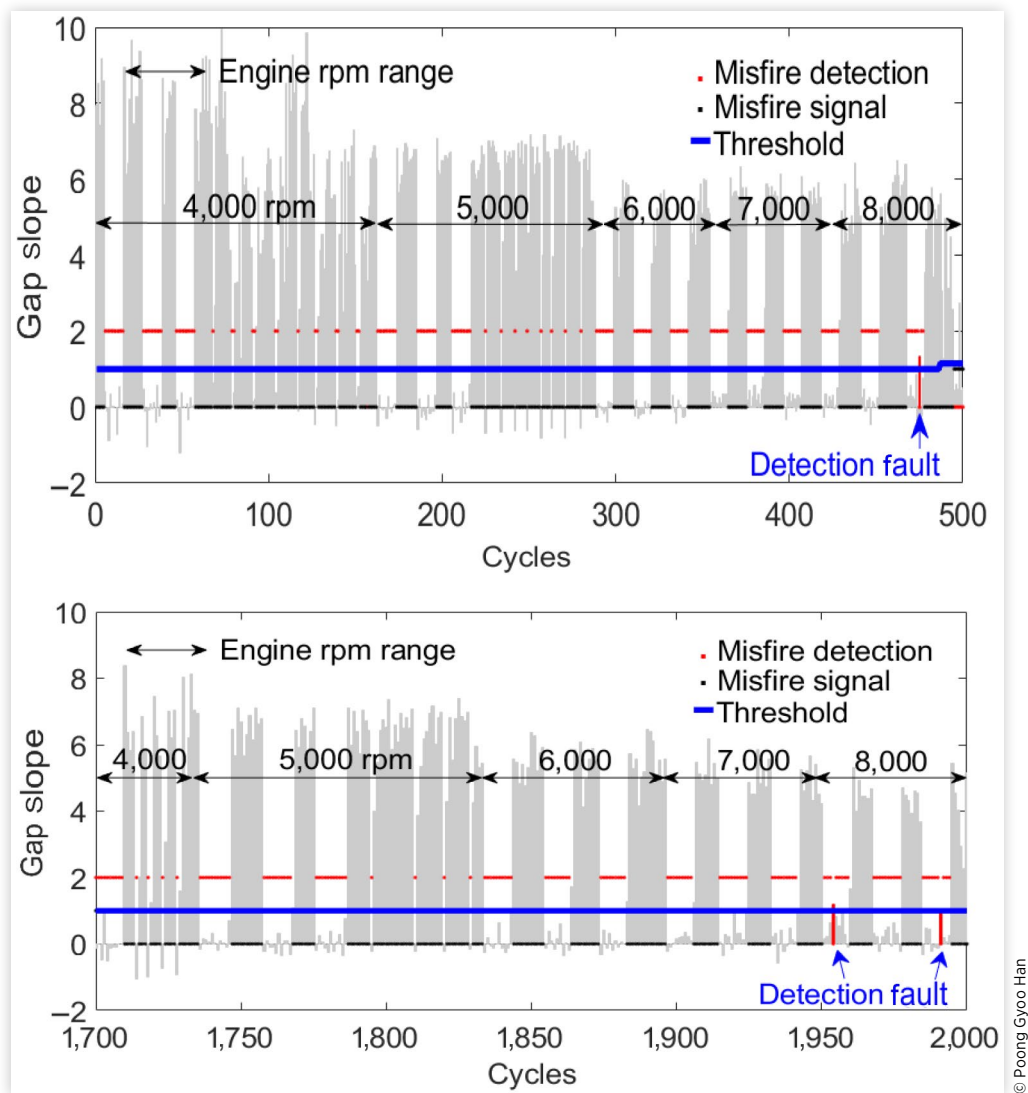 10
Engine rpm range
Misfire detection
8
Misfire signal
Threshold
6
4,000 rpm
5,000
6,000
7,000
8,000
Gap slope
4
2
0
Detection fault
–2
0
100
200
300
400
500
Cycles
10
Engine rpm range
Misfire detection
8
Misfire signal
Threshold
6
4,000
5,000 rpm
6,000
7,000
8,000
Gap slope
4
2
0
Detection fault
–2
1,700
1,750
1,800
1,850
1,900
1,950
2,000
Cycles
© Poong Gyoo Han